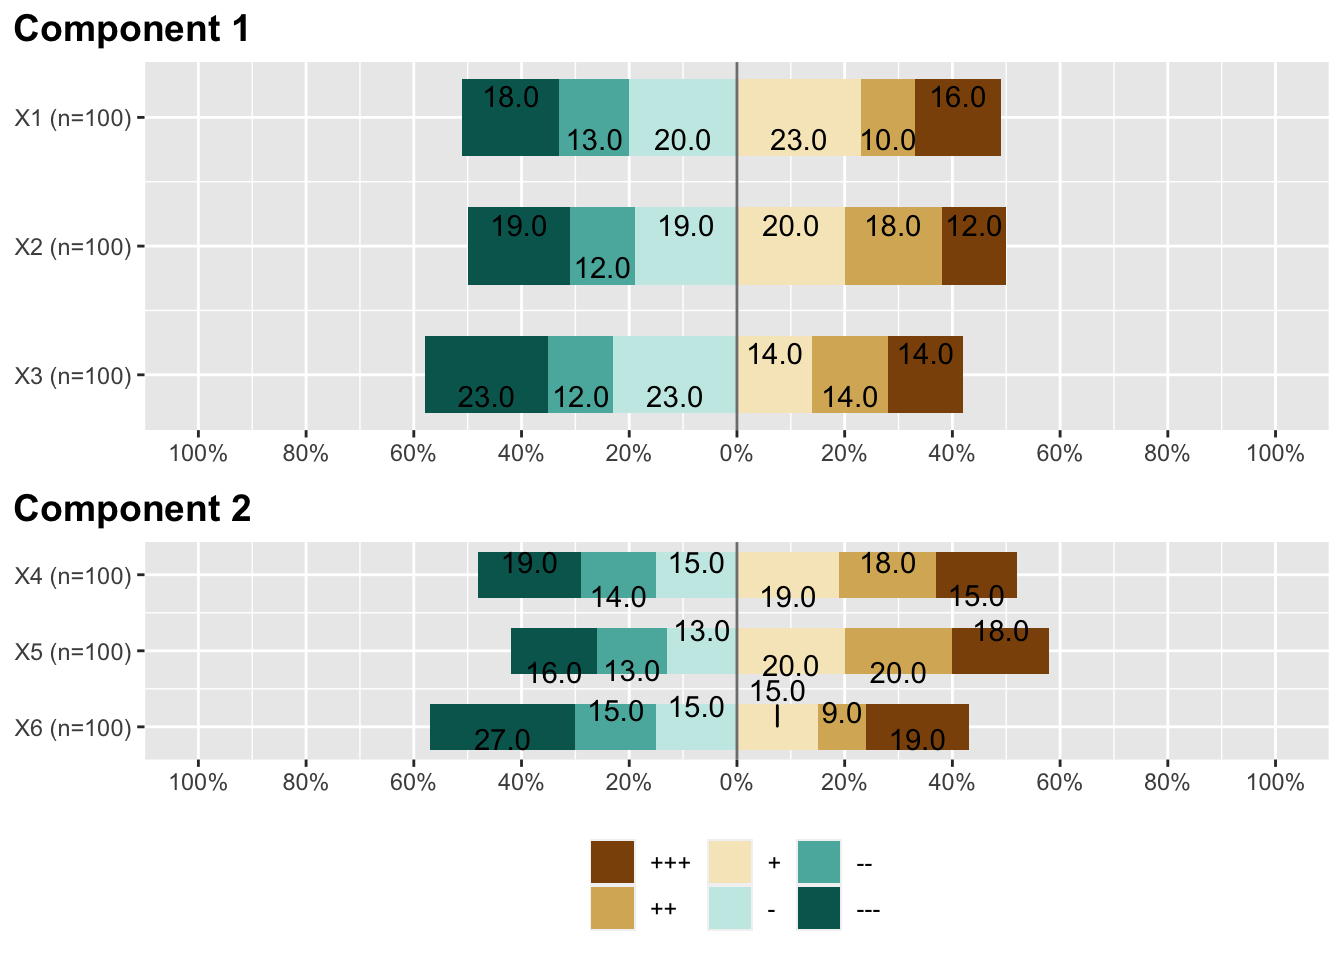 Component 1
X1 (n=100)
18.0 13.0 20.0 23.0 10.0 16.0
X2 (n=100)
19.0 12.0 19.0 20.0 18.0 12.0
X3 (n=100)
23.0 12.0 23.0 14.0 14.0 14.0
100% 80% 60% 40% 20% 0% 20% 40% 60% 80% 100%
Component 2
X4 (n=100)
19.0 14.0 15.0 19.0 18.0 15.0
X5 (n=100)
16.0 13.0 13.0 20.0 20.0 18.0
X6 (n=100)
27.0 15.0 15.0 15.0 9.0 19.0
100% 80% 60% 40% 20% 0% 20% 40% 60% 80% 100%
+++ + --
++ - ---